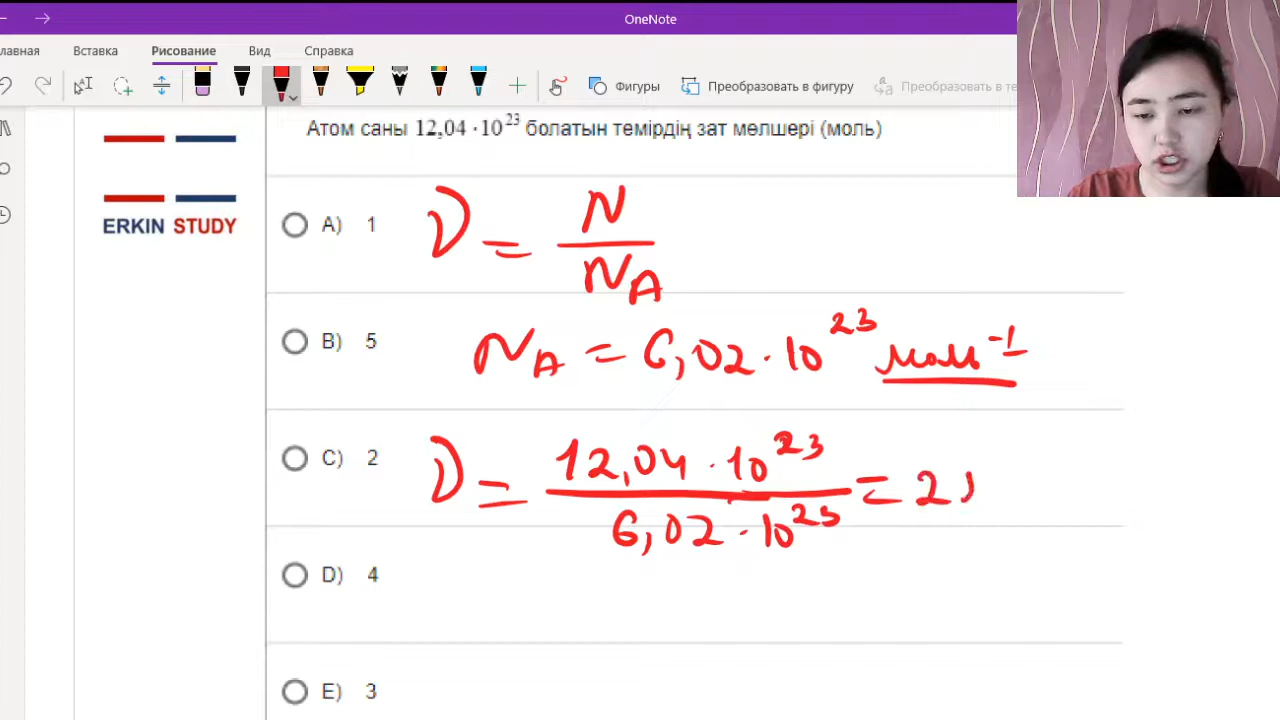 OneNote
лавная Вставка Рисование Вид Справка
Фигуры Преобразовать в фигуру Преобразовать в те
Атом саны 12,04 ·10²³ болатын темірдің зат мөлшері (моль)
ERKIN STUDY
A) 1
ν = N / N_A
B) 5
N_A = 6,02 · 10²³ моль⁻¹
C) 2
ν = 12,04 · 10²³ / 6,02 · 10²³ = 2
D) 4
E) 3